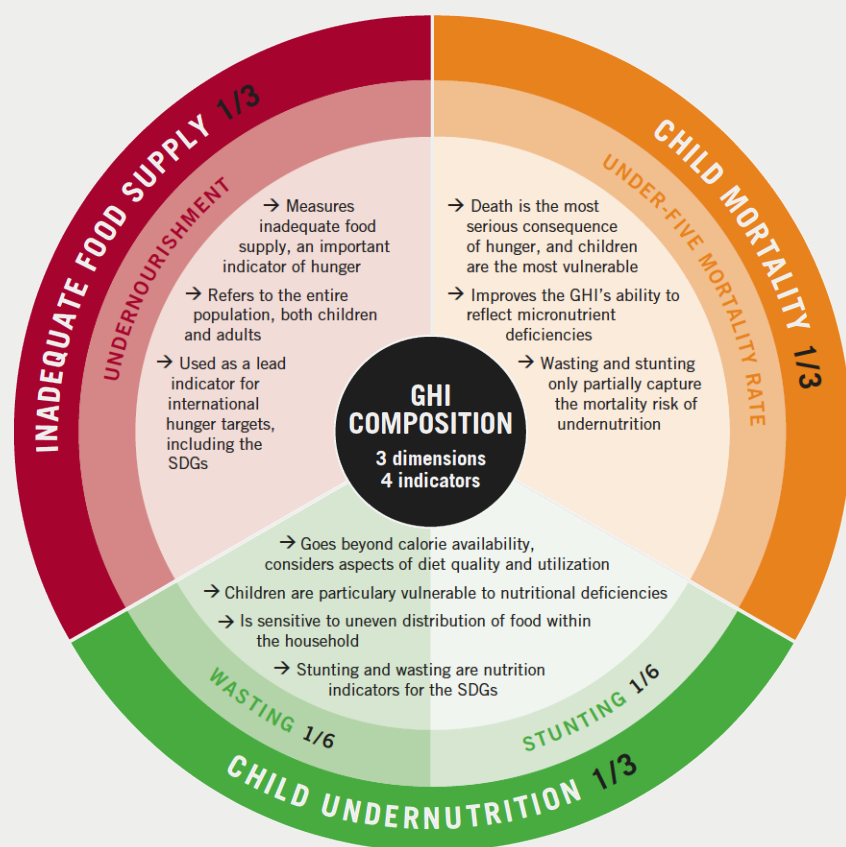 INADEQUATE FOOD SUPPLY 1/3
UNDERNOURISHMENT
→ Measures
inadequate food
supply, an important
indicator of hunger
→ Refers to the entire
population, both children
and adults
→ Used as a lead
indicator for
international
hunger targets,
including the
SDGs
CHILD MORTALITY 1/3
UNDER-FIVE MORTALITY RATE
→ Death is the most
serious consequence
of hunger, and children
are the most vulnerable
→ Improves the GHI's ability to
reflect micronutrient
deficiencies
→ Wasting and stunting
only partially capture
the mortality risk of
undernutrition
GHI
COMPOSITION
3 dimensions
4 indicators
→ Goes beyond calorie availability,
considers aspects of diet quality and utilization
→ Children are particulary vulnerable to nutritional deficiencies
→ Is sensitive to uneven distribution of food within
the household
→ Stunting and wasting are nutrition
indicators for the SDGs
WASTING 1/6
STUNTING 1/6
CHILD UNDERNUTRITION 1/3